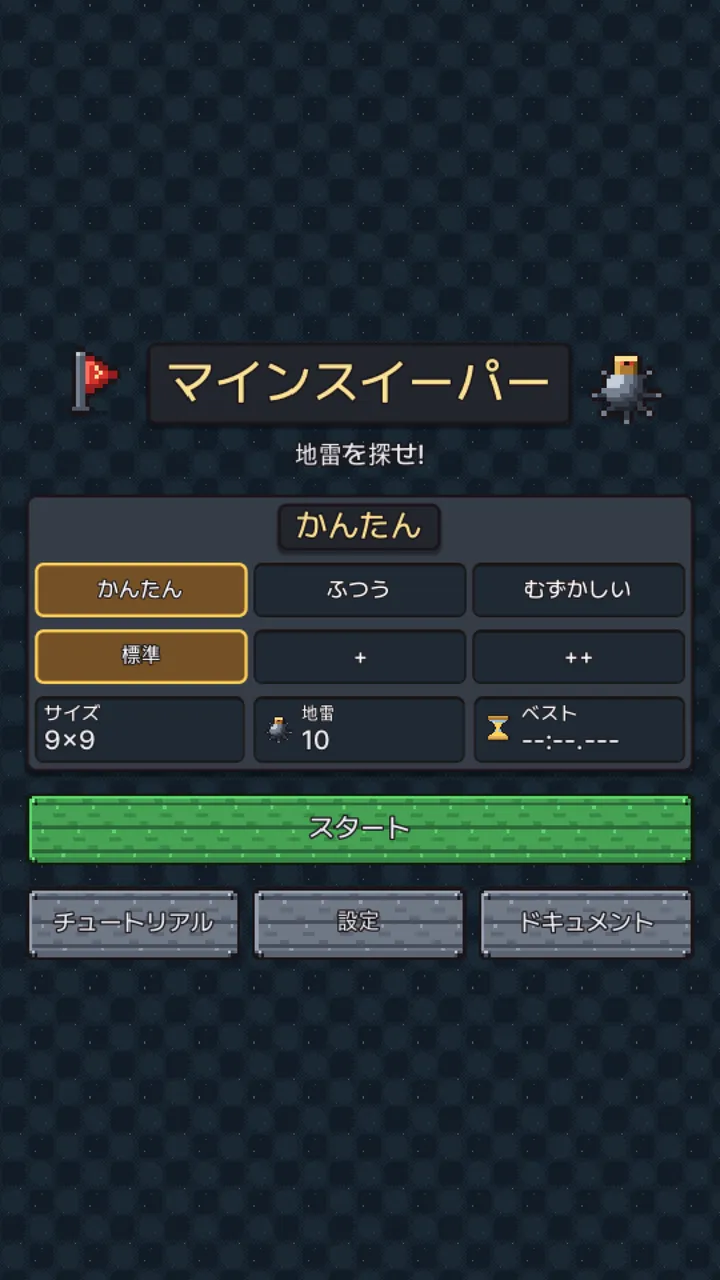 マインスイーパー
地雷を探せ!
かんたん
かんたん ふつう むずかしい
標準 + ++
サイズ 地雷 ベスト
9×9 10 --:--.---
スタート
チュートリアル 設定 ドキュメント